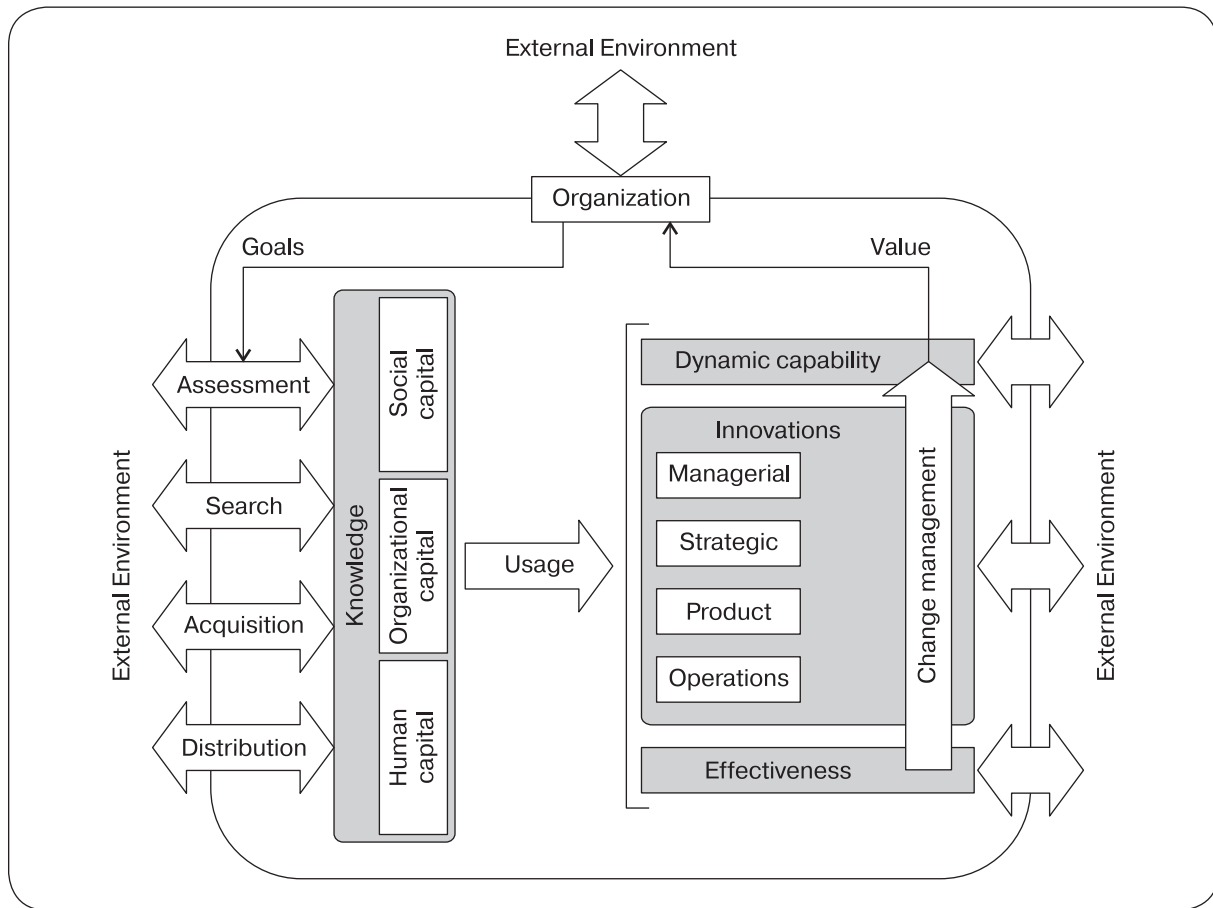 External Environment
Organization
Goals
Value
Assessment
Search
Acquisition
Distribution
External Environment
Knowledge
Social
capital
Organizational
capital
Human
capital
Usage
Dynamic capability
Innovations
Managerial
Strategic
Product
Operations
Effectiveness
Change management
External Environment